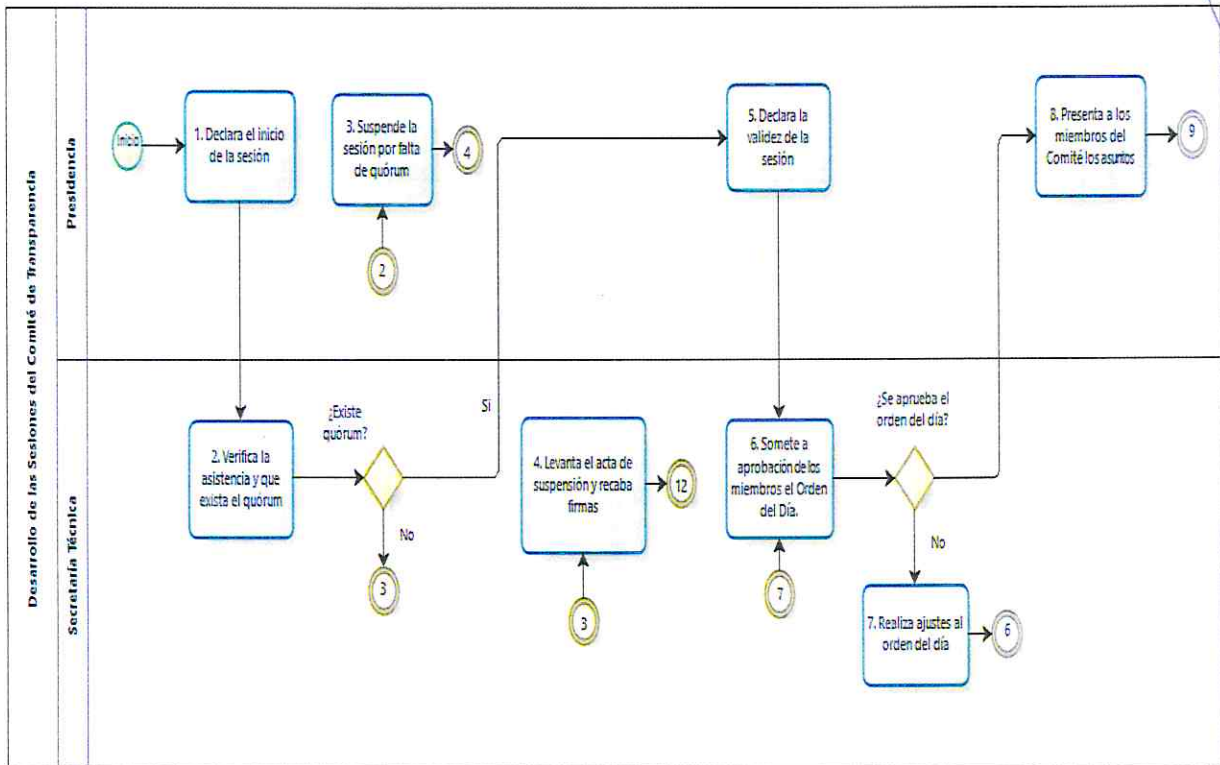 Desarrollo de las Sesiones del Comité de Transparencia
Presidencia
Inicio
1. Declara el inicio
de la sesión
3. Suspende la
sesión por falta
de quórum
4
2
5. Declara la
validez de la
sesión
8. Presenta a los
miembros del
Comité los asuntos
9
Secretaría Técnica
2. Verifica la
asistencia y que
exista el quórum
¿Existe
quórum?
Si
No
3
4. Levanta el acta de
suspensión y recaba
firmas
12
3
6. Somete a
aprobación de los
miembros el Orden
del Día.
7
¿Se aprueba el
orden del día?
No
7. Realiza ajustes al
orden del día
6